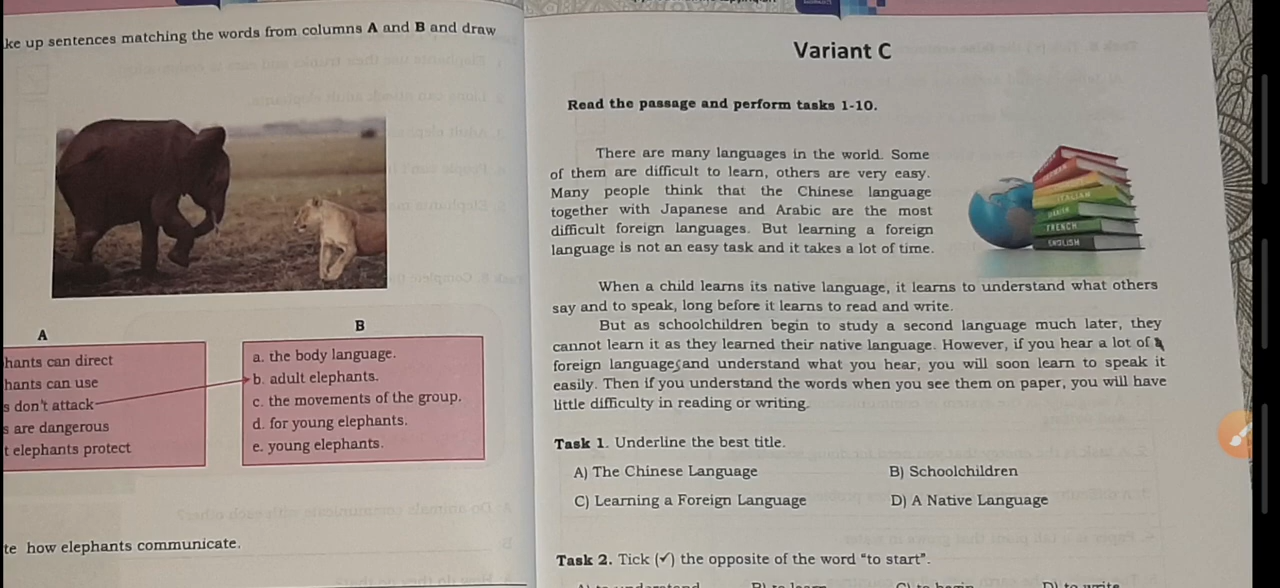 ke up sentences matching the words from columns A and B and draw
A
B
hants can direct
hants can use
s don't attack
s are dangerous
t elephants protect
a. the body language.
b. adult elephants.
c. the movements of the group.
d. for young elephants.
e. young elephants.
te how elephants communicate.
Variant C
Read the passage and perform tasks 1-10.
There are many languages in the world. Some
of them are difficult to learn, others are very easy.
Many people think that the Chinese language
together with Japanese and Arabic are the most
difficult foreign languages. But learning a foreign
language is not an easy task and it takes a lot of time.
ITALIAN
FRENCH
ENGLISH
When a child learns its native language, it learns to understand what others
say and to speak, long before it learns to read and write.
But as schoolchildren begin to study a second language much later, they
cannot learn it as they learned their native language. However, if you hear a lot of
foreign languages and understand what you hear, you will soon learn to speak it
easily. Then if you understand the words when you see them on paper, you will have
little difficulty in reading or writing.
Task 1. Underline the best title.
A) The Chinese Language
B) Schoolchildren
C) Learning a Foreign Language
D) A Native Language
Task 2. Tick (✓) the opposite of the word "to start".